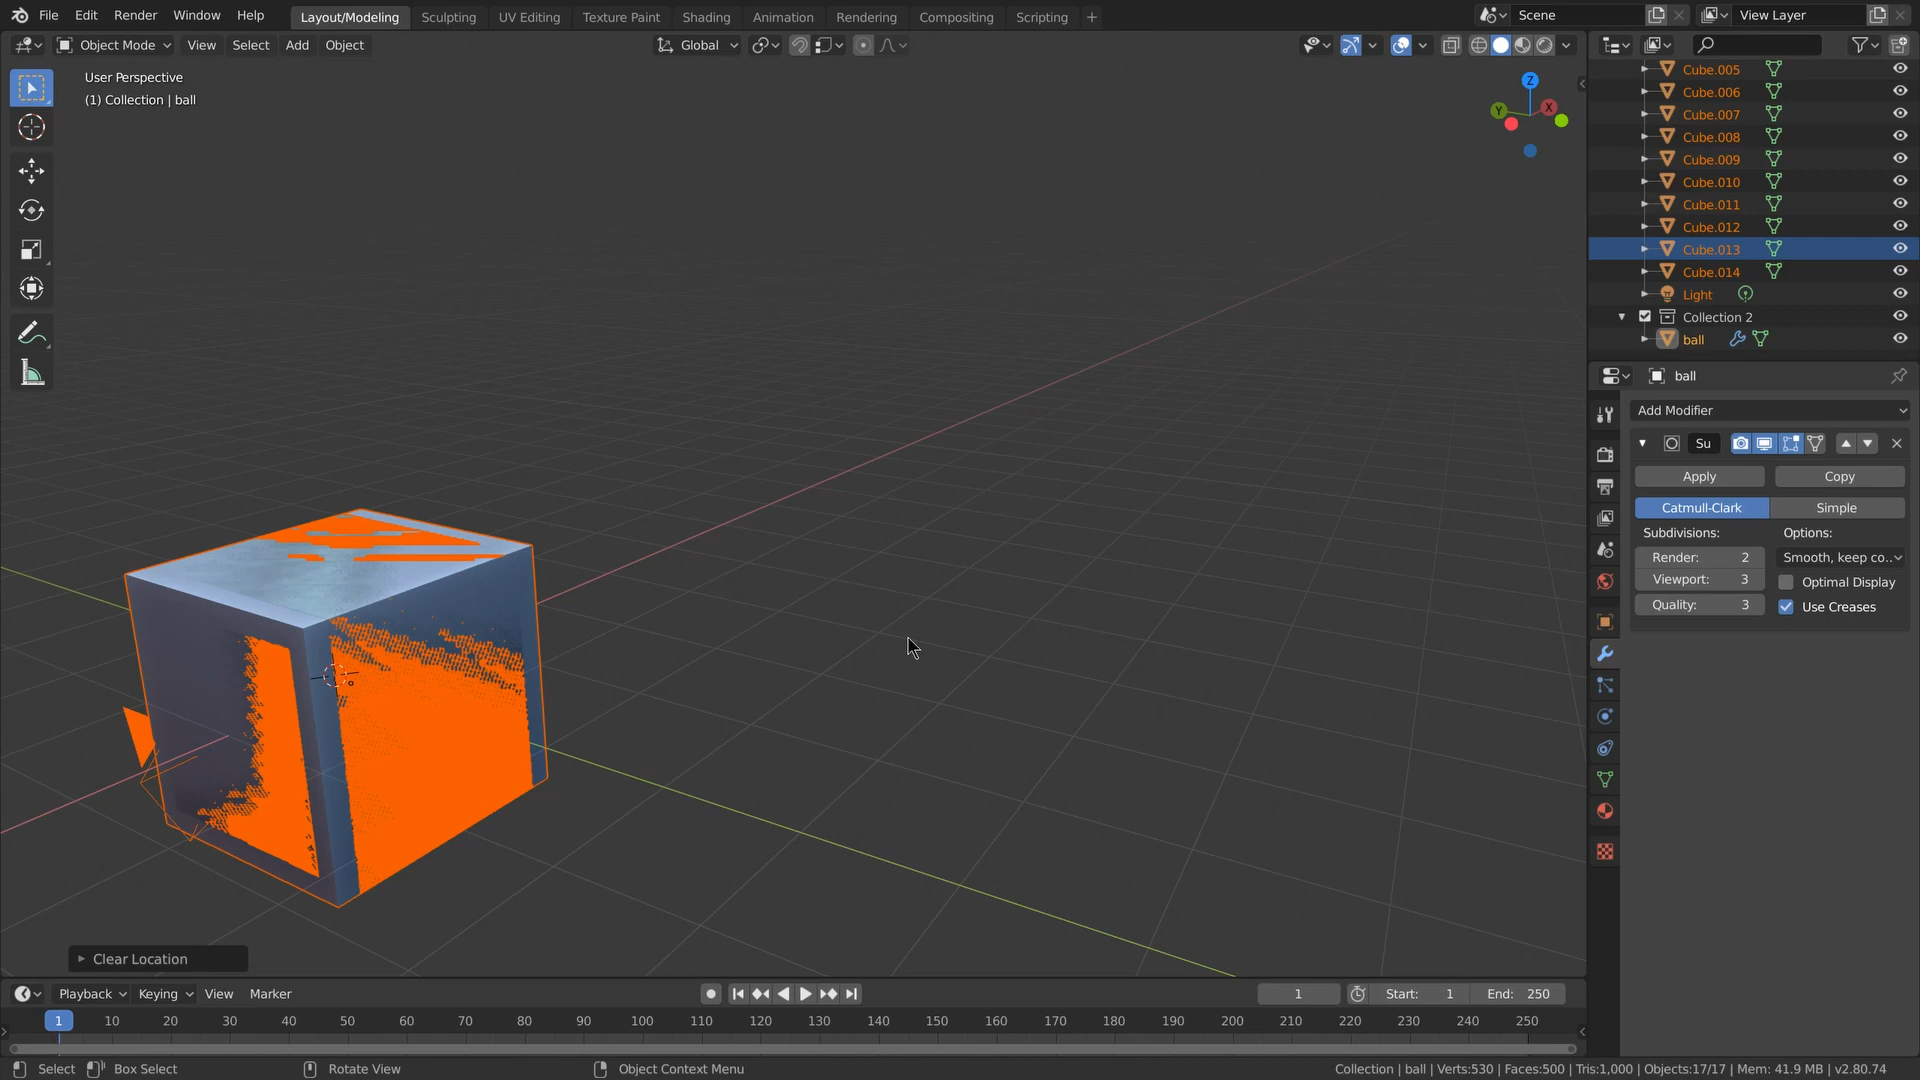 File Edit Render Window Help
Layout/Modeling Sculpting UV Editing Texture Paint Shading Animation Rendering Compositing Scripting +
Scene
View Layer
Object Mode View Select Add Object
Global
User Perspective
(1) Collection | ball
Z
Y
X
Cube.005
Cube.006
Cube.007
Cube.008
Cube.009
Cube.010
Cube.011
Cube.012
Cube.013
Cube.014
Light
Collection 2
ball
ball
Add Modifier
Su
Apply Copy
Catmull-Clark Simple
Subdivisions: Options:
Render: 2 Smooth, keep co..
Viewport: 3 Optimal Display
Quality: 3 Use Creases
Clear Location
Playback Keying View Marker
1 Start: 1 End: 250
1 10 20 30 40 50 60 70 80 90 100 110 120 130 140 150 160 170 180 190 200 210 220 230 240 250
Select Box Select Rotate View Object Context Menu
Collection | ball | Verts:530 | Faces:500 | Tris:1,000 | Objects:17/17 | Mem: 41.9 MB | v2.80.74